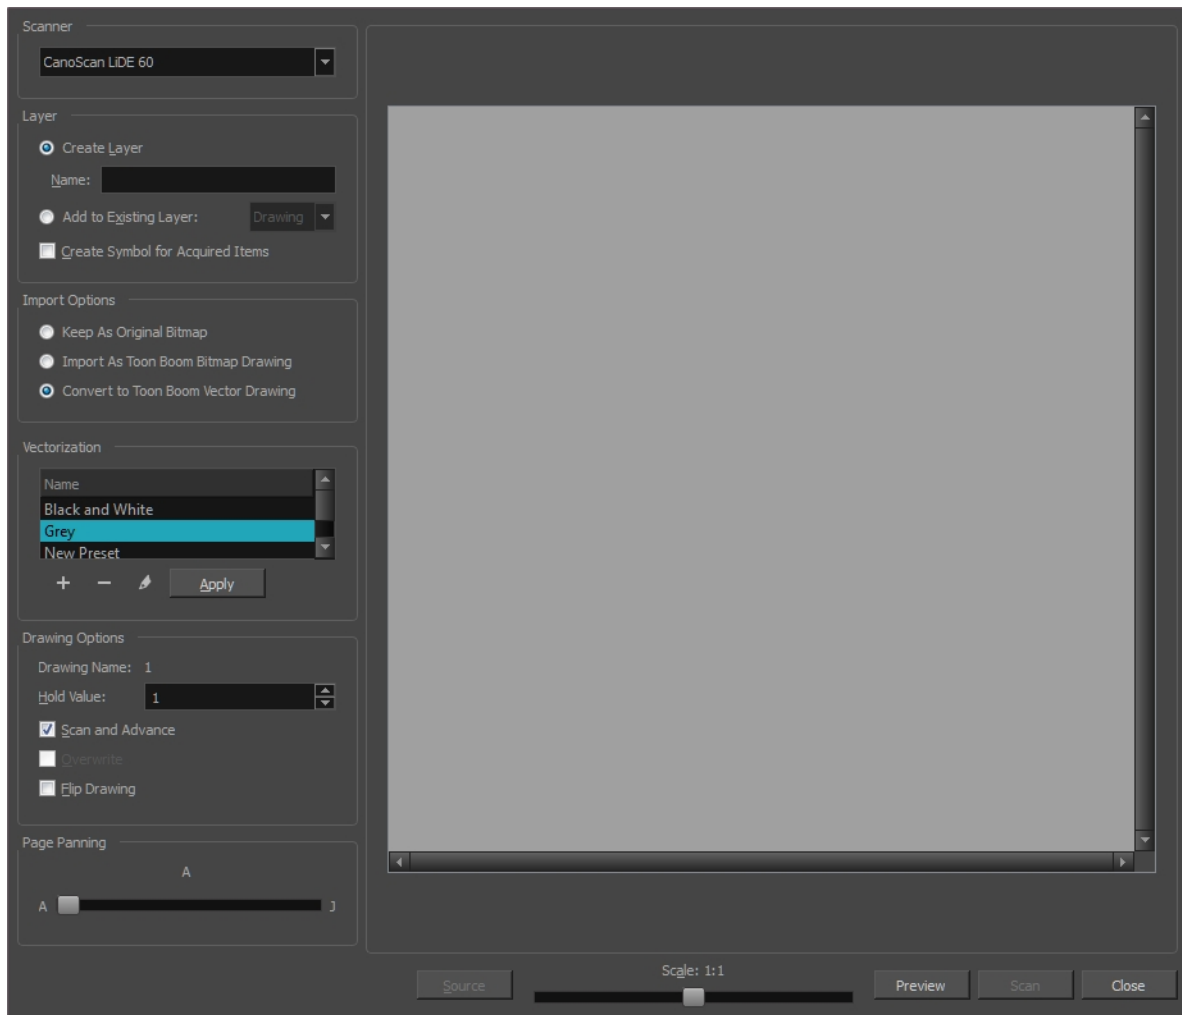 Scanner
CanoScan LiDE 60
Layer
Create Layer
Name:
Add to Existing Layer: Drawing
Create Symbol for Acquired Items
Import Options
Keep As Original Bitmap
Import As Toon Boom Bitmap Drawing
Convert to Toon Boom Vector Drawing
Vectorization
Name
Black and White
Grey
New Preset
Apply
Drawing Options
Drawing Name: 1
Hold Value: 1
Scan and Advance
Overwrite
Flip Drawing
Page Panning
A
A J
Scale: 1:1
Source Preview Scan Close